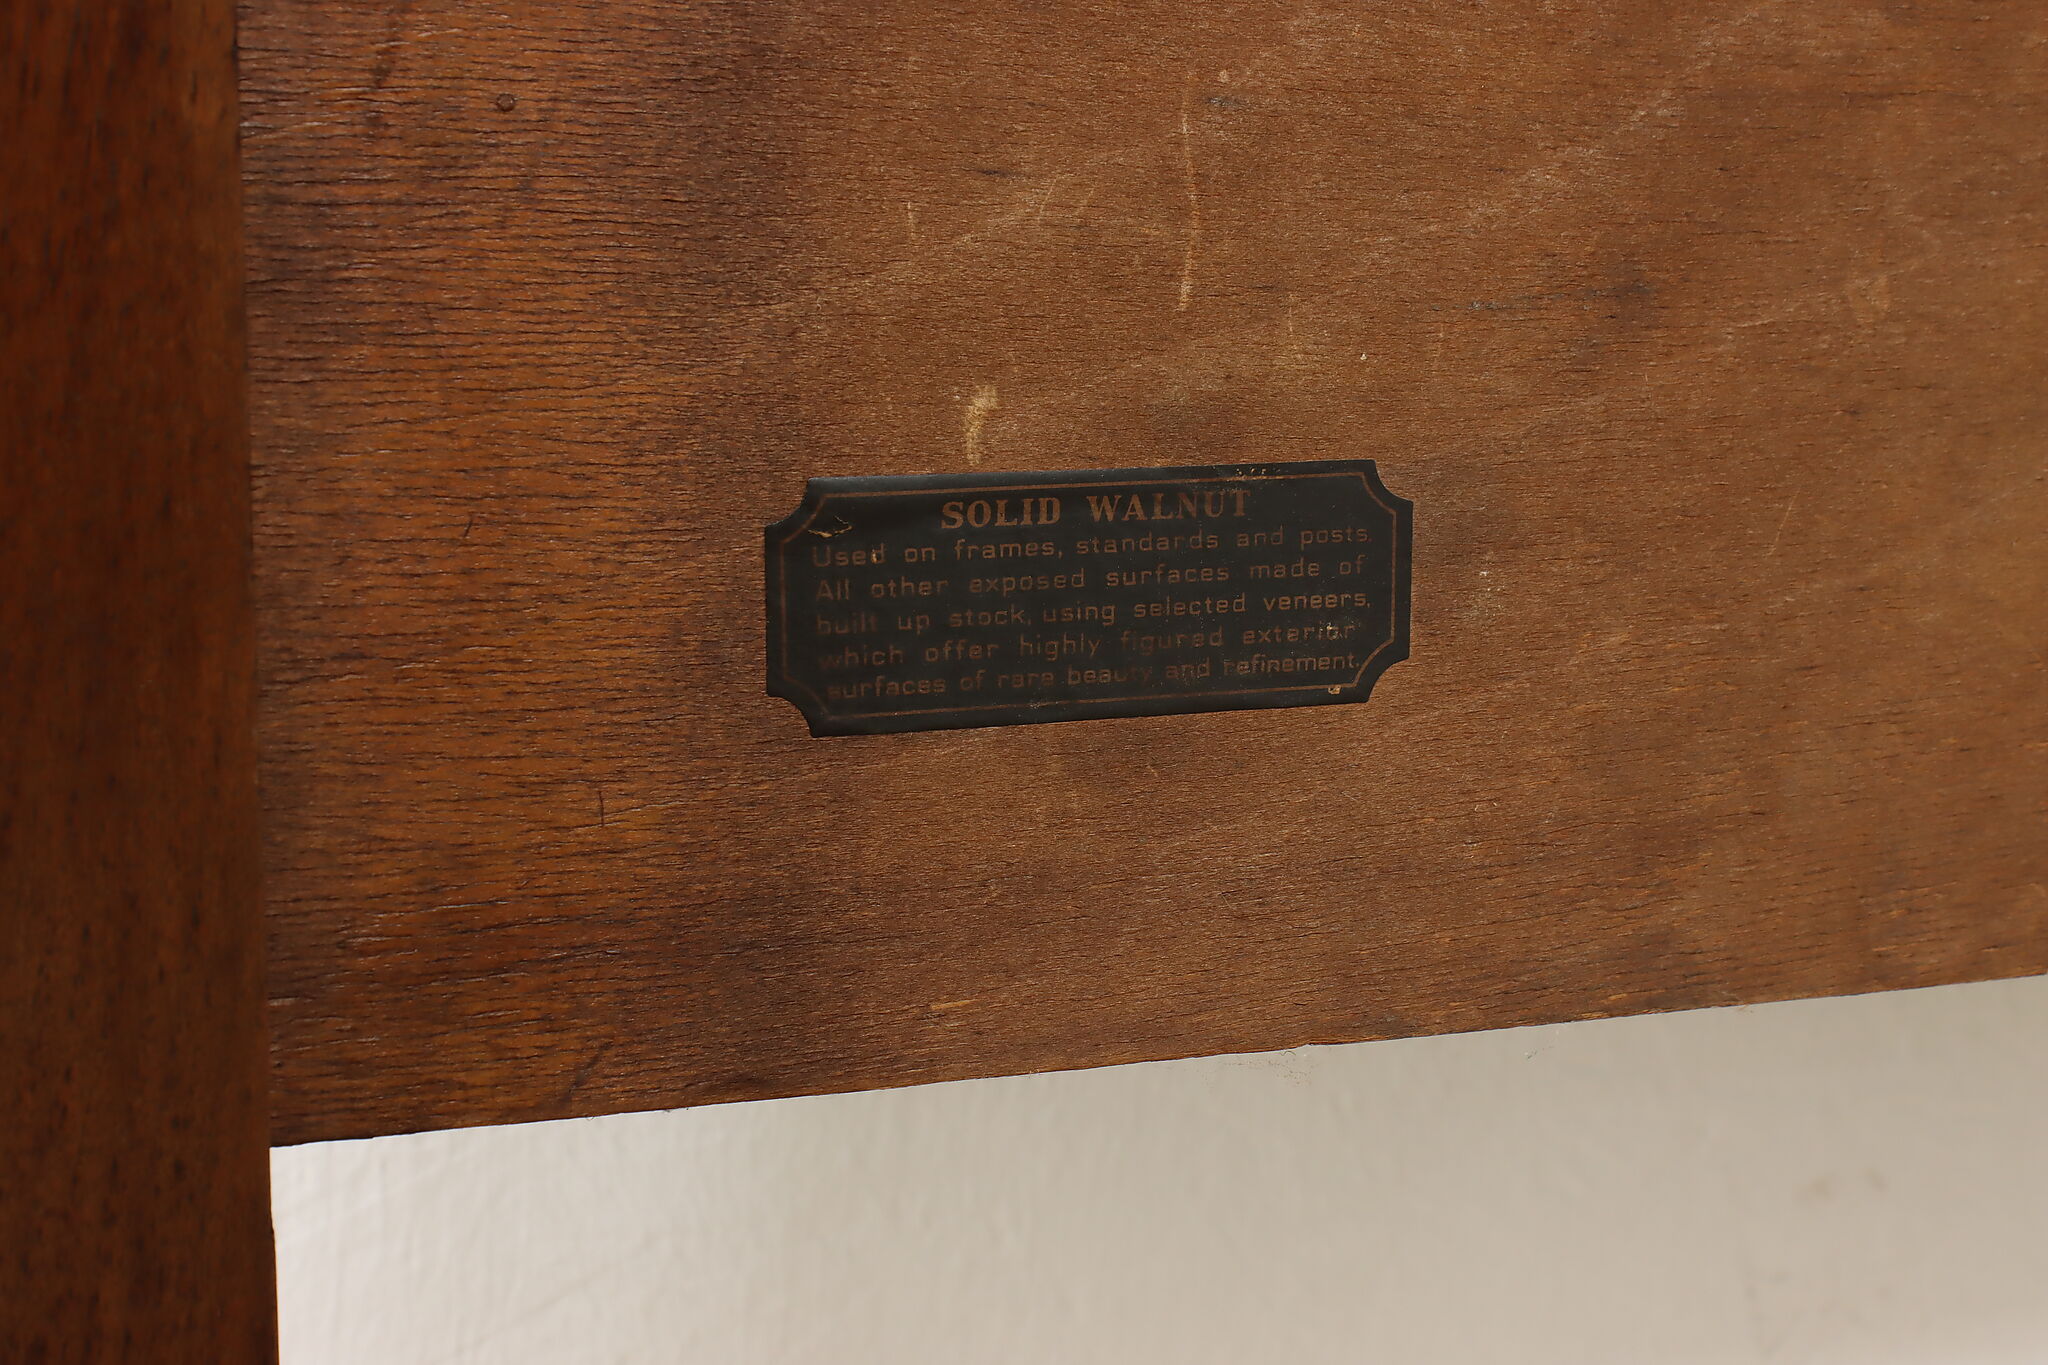 SOLID WALNUT
Used on frames, standards and posts.
All other exposed surfaces made of
built up stock, using selected veneers,
which offer highly figured exterior
surfaces of rare beauty and refinement.